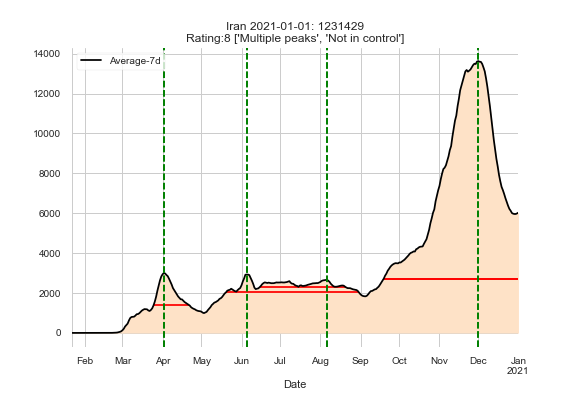 Iran 2021-01-01: 1231429
Rating:8 ['Multiple peaks', 'Not in control']
Average-7d
14000
12000
10000
8000
6000
4000
2000
0
Feb Mar Apr May Jun Jul Aug Sep Oct Nov Dec Jan
2021
Date